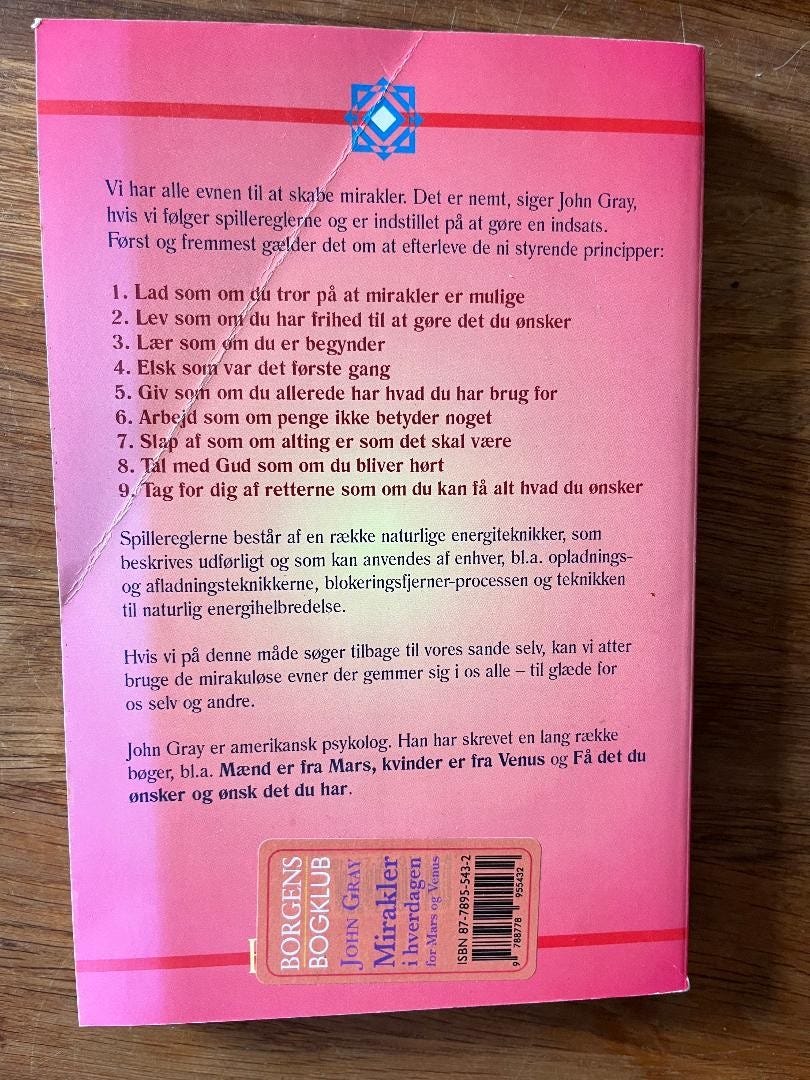 Vi har alle evnen til at skabe mirakler. Det er nemt, siger John Gray,
hvis vi følger spillereglerne og er indstillet på at gøre en indsats.
Først og fremmest gælder det om at efterleve de ni styrende principper:
1. Lad som om du tror på at mirakler er mulige
2. Lev som om du har frihed til at gøre det du ønsker
3. Lær som om du er begynder
4. Elsk som var det første gang
5. Giv som om du allerede har hvad du har brug for
6. Arbejd som om penge ikke betyder noget
7. Slap af som om alting er som det skal være
8. Tal med Gud som om du bliver hørt
9. Tag for dig af retterne som om du kan få alt hvad du ønsker
Spillereglerne består af en række naturlige energiteknikker, som
beskrives udførligt og som kan anvendes af enhver, bl.a. opladnings-
og afladningsteknikkerne, blokeringsfjerner-processen og teknikken
til naturlig energihelbredelse.
Hvis vi på denne måde søger tilbage til vores sande selv, kan vi atter
bruge de mirakuløse evner der gemmer sig i os alle – til glæde for
os selv og andre.
John Gray er amerikansk psykolog. Han har skrevet en lang række
bøger, bl.a. Mænd er fra Mars, kvinder er fra Venus og Få det du
ønsker og ønsk det du har.
BORGENS
BOGKLUB
JOHN GRAY
Mirakler
i hverdagen
for Mars og Venus
ISBN 87-7895-543-2
9 788778 955432